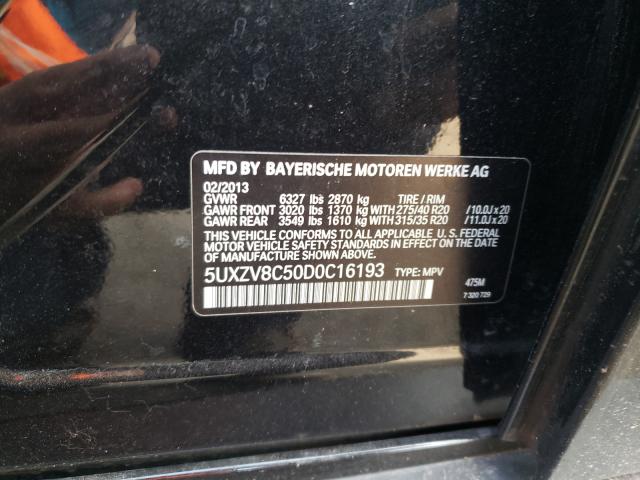 MFD BY BAYERISCHE MOTOREN WERKE AG
02/2013
GVWR 6327 lbs 2870 kg TIRE / RIM
GAWR FRONT 3020 lbs 1370 kg WITH 275/40 R20 /10.0J x 20
GAWR REAR 3549 lbs 1610 kg WITH 315/35 R20 /11.0J x 20
THIS VEHICLE CONFORMS TO ALL APPLICABLE U. S. FEDERAL
MOTOR VEHICLE SAFETY STANDARDS IN EFFECT ON THE DATE
OF MANUFACTURE SHOWN ABOVE.
5UXZV8C50D0C16193 TYPE: MPV
475M
7 320 729